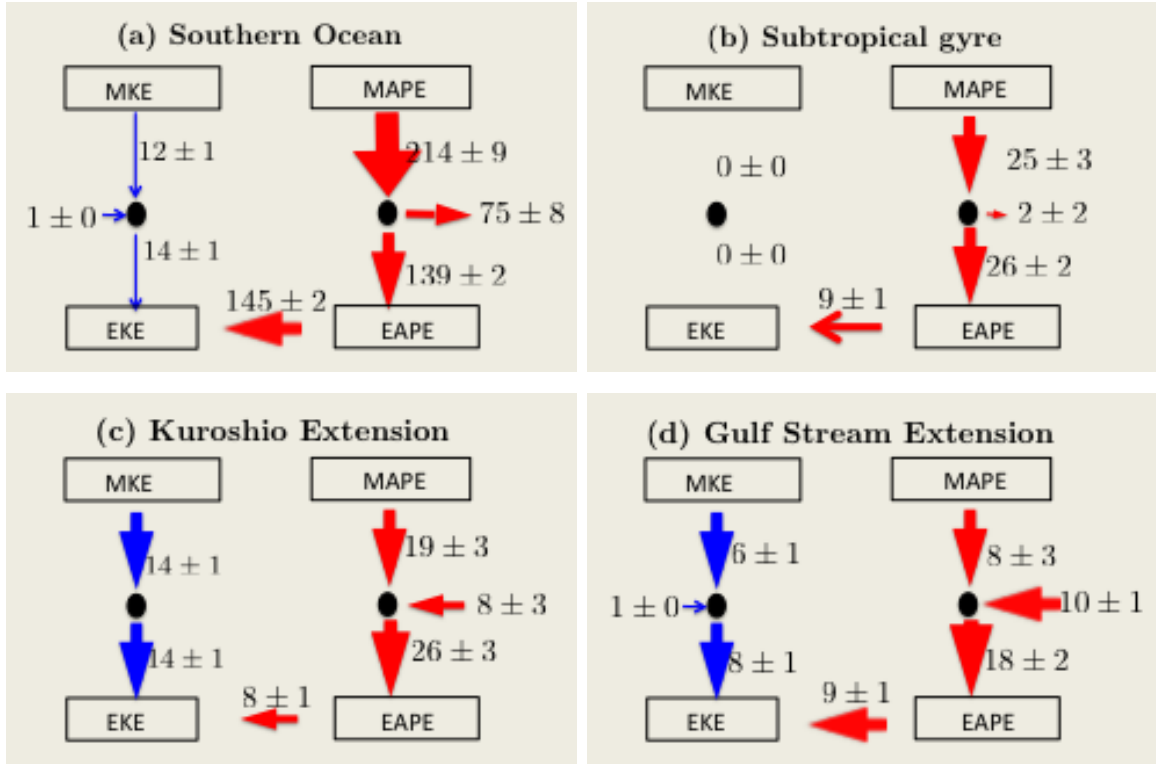 (a) Southern Ocean
MKE MAPE
12 ± 1 214 ± 9
1 ± 0 75 ± 8
14 ± 1 139 ± 2
145 ± 2
EKE EAPE
(b) Subtropical gyre
MKE MAPE
0 ± 0 25 ± 3
2 ± 2
0 ± 0 26 ± 2
9 ± 1
EKE EAPE
(c) Kuroshio Extension
MKE MAPE
14 ± 1 19 ± 3
8 ± 3
14 ± 1 26 ± 3
8 ± 1
EKE EAPE
(d) Gulf Stream Extension
MKE MAPE
6 ± 1 8 ± 3
1 ± 0 10 ± 1
8 ± 1 18 ± 2
9 ± 1
EKE EAPE